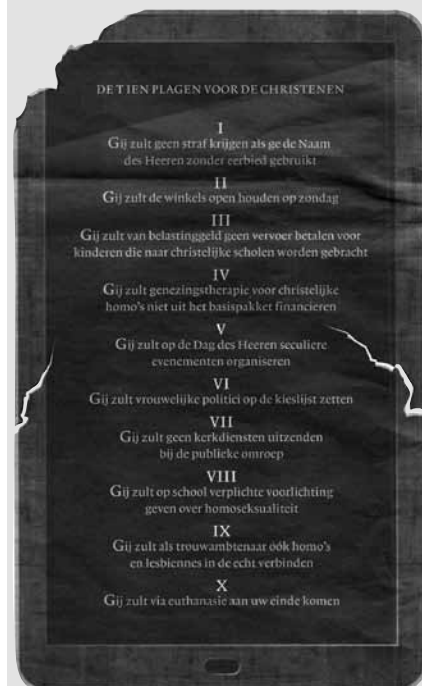 DE TIEN PLAGEN VOOR DE CHRISTENEN
I
Gij zult geen straf krijgen als ge de Naam
des Heeren zonder eerbied gebruikt
II
Gij zult de winkels open houden op zondag
III
Gij zult van belastinggeld geen vervoer betalen voor
kinderen die naar christelijke scholen worden gebracht
IV
Gij zult genezingstherapie voor christelijke
homo's niet uit het basispakket financieren
V
Gij zult op de Dag des Heeren seculiere
evenementen organiseren
VI
Gij zult vrouwelijke politici op de kieslijst zetten
VII
Gij zult geen kerkdiensten uitzenden
bij de publieke omroep
VIII
Gij zult op school verplichte voorlichting
geven over homoseksualiteit
IX
Gij zult als trouwambtenaar óók homo's
en lesbiennes in de echt verbinden
X
Gij zult via euthanasie aan uw einde komen